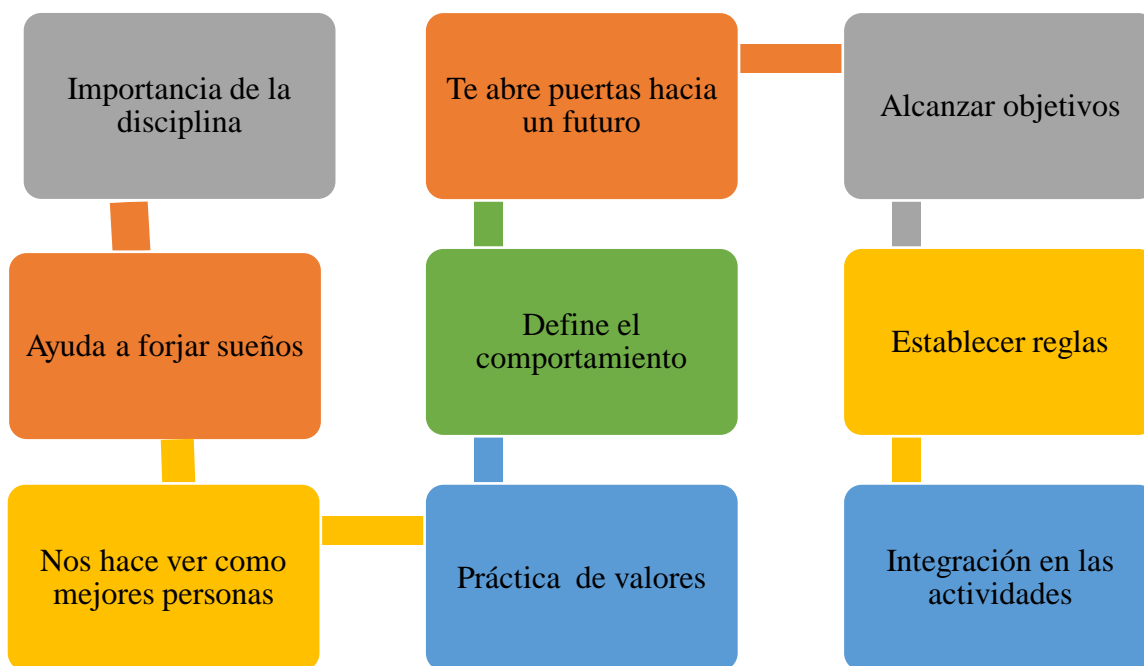 Importancia de la
disciplina
Ayuda a forjar sueños
Nos hace ver como
mejores personas
Práctica de valores
Define el
comportamiento
Te abre puertas hacia
un futuro
Alcanzar objetivos
Establecer reglas
Integración en las
actividades